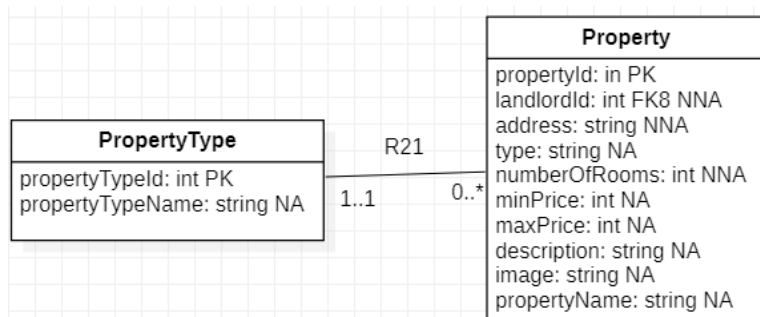 Property
propertyId: in PK
landlordId: int FK8 NNA
address: string NNA
type: string NA
numberOfRooms: int NNA
minPrice: int NA
maxPrice: int NA
description: string NA
image: string NA
propertyName: string NA
PropertyType
propertyTypeId: int PK
propertyTypeName: string NA
R21
1..1
0..*